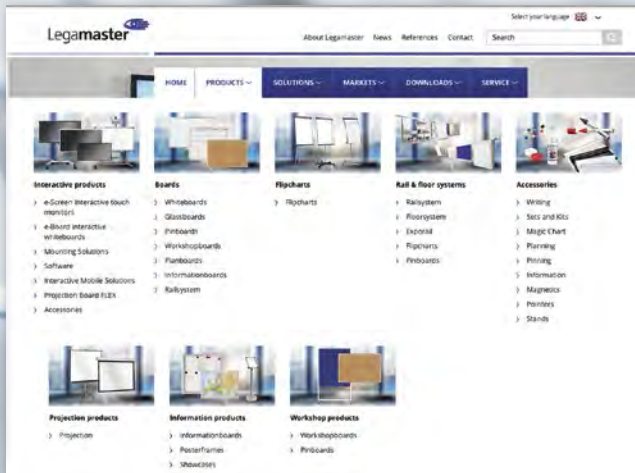 Select your language
Legamaster
About Legamaster News References Contact Search
HOME PRODUCTS SOLUTIONS MARKETS DOWNLOADS SERVICE
Interactive products
e-Screen interactive touch
monitors
e-Board interactive
whiteboards
Mounting Solutions
Software
Interactive Mobile Solutions
Projection Board FLEX
Accessories
Boards
Whiteboards
Glassboards
Pinboards
Workshopboards
Planboards
Informationboards
Railsystem
Flipcharts
Flipcharts
Rail & floor systems
Railsystem
Floorsystem
Exporail
Flipcharts
Pinboards
Accessories
Writing
Sets and Kits
Magic Chart
Planning
Pinning
Information
Magnetics
Pointers
Stands
Projection products
Projection
Information products
Informationboards
Posterframes
Showcases
Workshop products
Workshopboards
Pinboards